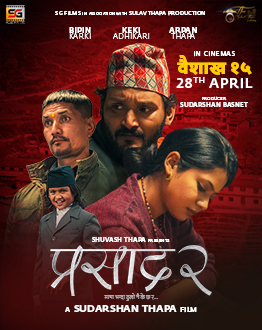 SG
SG FILMS IN ASSOCIATION WITH SULAV THAPA PRODUCTION
BIPIN KARKI
KEKI ADHIKARI
ARPAN THAPA
IN CINEMAS
वैशाख १५
28TH APRIL
PRODUCER
SUDARSHAN BASNET
SHUVASH THAPA PRESENTS
प्रसाद २
A SUDARSHAN THAPA FILM